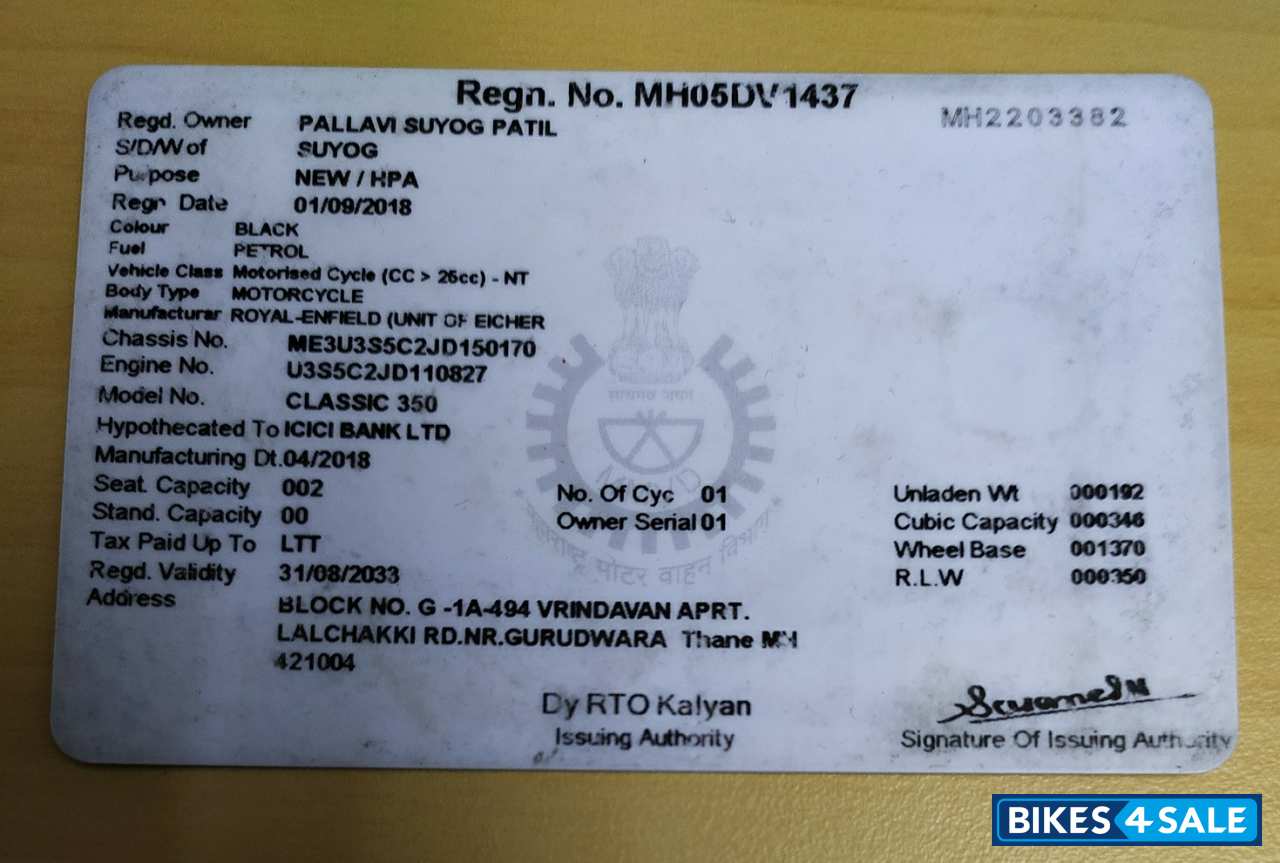 Regn. No. MH05DV1437
MH2203382
Regd. Owner PALLAVI SUYOG PATIL
S/D/W of SUYOG
Purpose NEW / HPA
Regn Date 01/09/2018
Colour BLACK
Fuel PETROL
Vehicle Class Motorised Cycle (CC > 25cc) - NT
Body Type MOTORCYCLE
Manufacturar ROYAL-ENFIELD (UNIT OF EICHER
Chassis No. ME3U3S5C2JD150170
Engine No. U3S5C2JD110827
Model No. CLASSIC 350
Hypothecated To ICICI BANK LTD
Manufacturing Dt.04/2018
Seat. Capacity 002 No. Of Cyc 01 Unladen Wt 000192
Stand. Capacity 00 Owner Serial 01 Cubic Capacity 000346
Tax Paid Up To LTT Wheel Base 001370
Regd. Validity 31/08/2033 R.L.W 000350
Address BLOCK NO. G -1A-494 VRINDAVAN APRT.
LALCHAKKI RD.NR.GURUDWARA Thane MH
421004
महाराष्ट्र मोटर वाहन विभाग
Dy RTO Kalyan
Issuing Authority
Signature Of Issuing Authority
BIKES4SALE